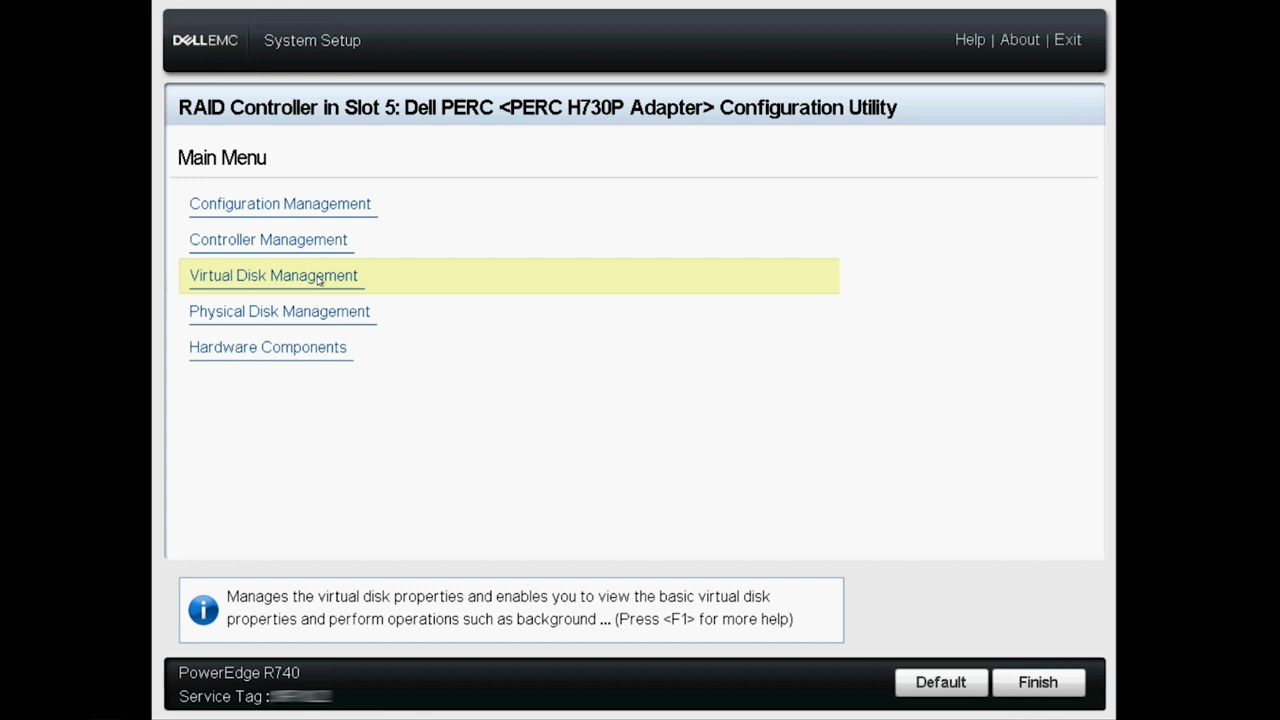 DELLEMC System Setup Help | About | Exit
RAID Controller in Slot 5: Dell PERC <PERC H730P Adapter> Configuration Utility
Main Menu
Configuration Management
Controller Management
Virtual Disk Management
Physical Disk Management
Hardware Components
Manages the virtual disk properties and enables you to view the basic virtual disk
properties and perform operations such as background ... (Press <F1> for more help)
PowerEdge R740
Service Tag :
Default Finish